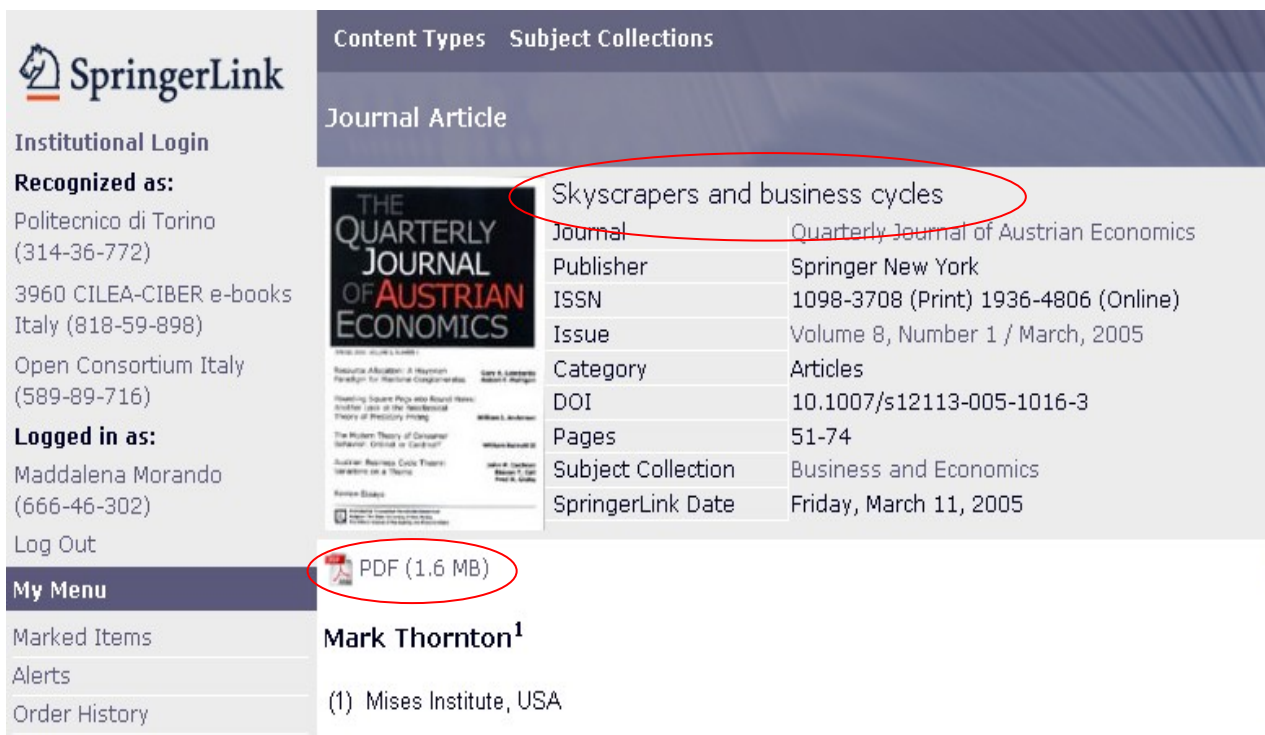 SpringerLink
Institutional Login
Recognized as:
Politecnico di Torino
(314-36-772)
3960 CILEA-CIBER e-books
Italy (818-59-898)
Open Consortium Italy
(589-89-716)
Logged in as:
Maddalena Morando
(666-46-302)
Log Out
My Menu
Marked Items
Alerts
Order History
Content Types Subject Collections
Journal Article
THE
QUARTERLY
JOURNAL
OF AUSTRIAN
ECONOMICS
Skyscrapers and business cycles
Journal Quarterly Journal of Austrian Economics
Publisher Springer New York
ISSN 1098-3708 (Print) 1936-4806 (Online)
Issue Volume 8, Number 1 / March, 2005
Category Articles
DOI 10.1007/s12113-005-1016-3
Pages 51-74
Subject Collection Business and Economics
SpringerLink Date Friday, March 11, 2005
PDF (1.6 MB)
Mark Thornton1
(1) Mises Institute, USA